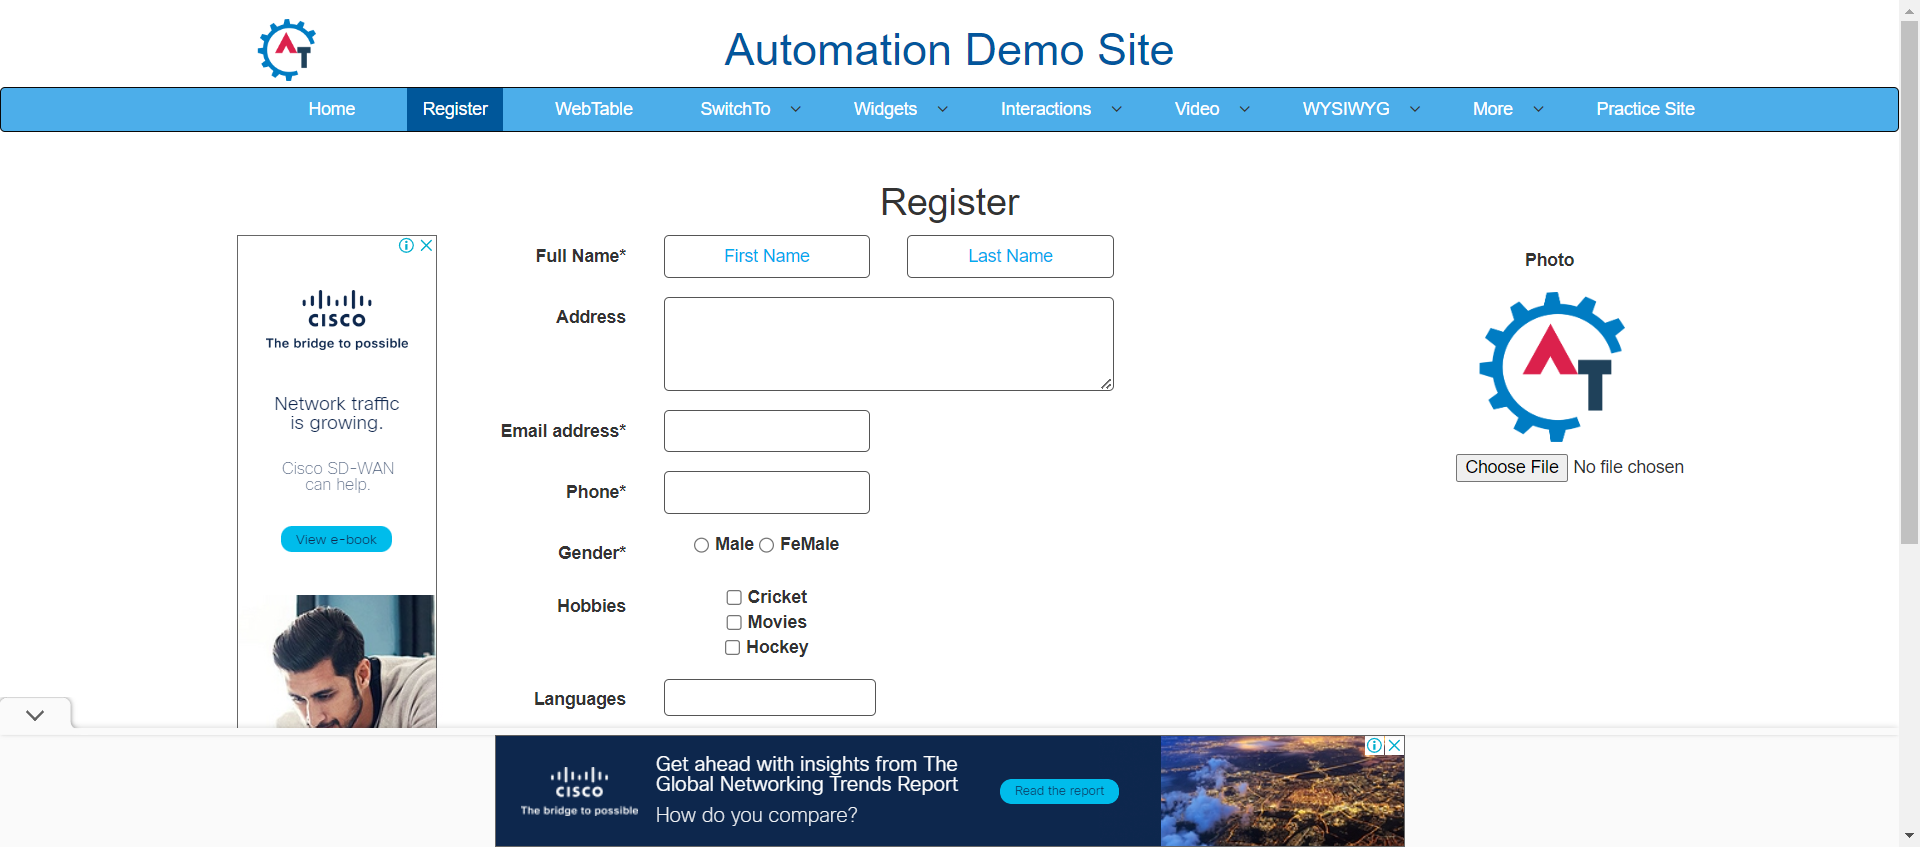 AT
Automation Demo Site
Home Register WebTable SwitchTo Widgets Interactions Video WYSIWYG More Practice Site
Register
Full Name* First Name Last Name
Address
Email address*
Phone*
Gender* Male FeMale
Hobbies
Cricket
Movies
Hockey
Languages
Photo
AT
Choose File No file chosen
CISCO
The bridge to possible
Network traffic
is growing.
Cisco SD-WAN
can help.
View e-book
CISCO
The bridge to possible
Get ahead with insights from The
Global Networking Trends Report
How do you compare?
Read the report